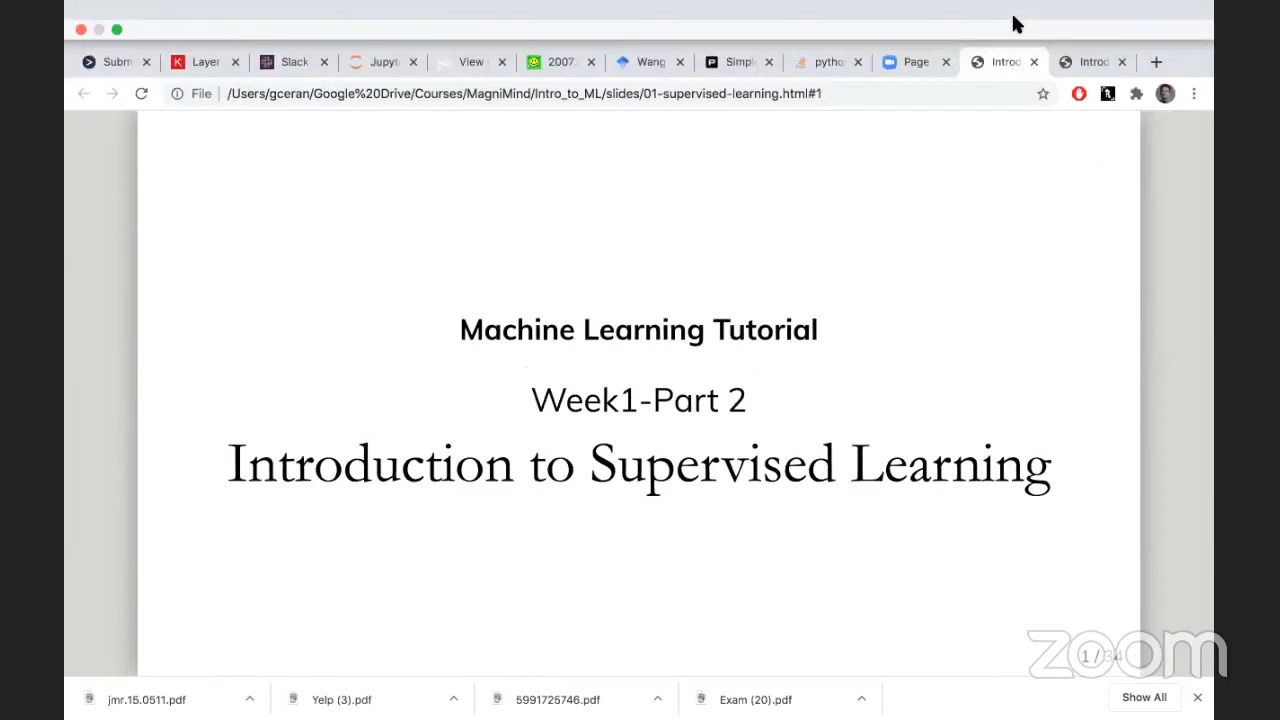 Subm
Layer
Slack
Jupyt
View
2007.
Wang
Simpl
pytho
Page
Introd
Introd
File
/Users/gceran/Google%20Drive/Courses/MagniMind/Intro_to_ML/slides/01-supervised-learning.html#1
Machine Learning Tutorial
Week1-Part 2
Introduction to Supervised Learning
1 / 34
zoom
jmr.15.0511.pdf
Yelp (3).pdf
5991725746.pdf
Exam (20).pdf
Show All